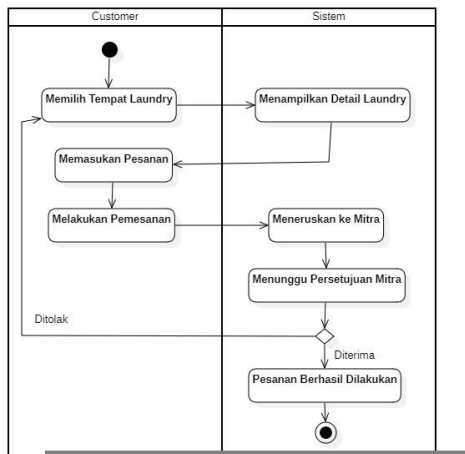 Customer
Sistem
Memilih Tempat Laundry
Menampilkan Detail Laundry
Memasukan Pesanan
Melakukan Pemesanan
Meneruskan ke Mitra
Menunggu Persetujuan Mitra
Ditolak
Diterima
Pesanan Berhasil Dilakukan